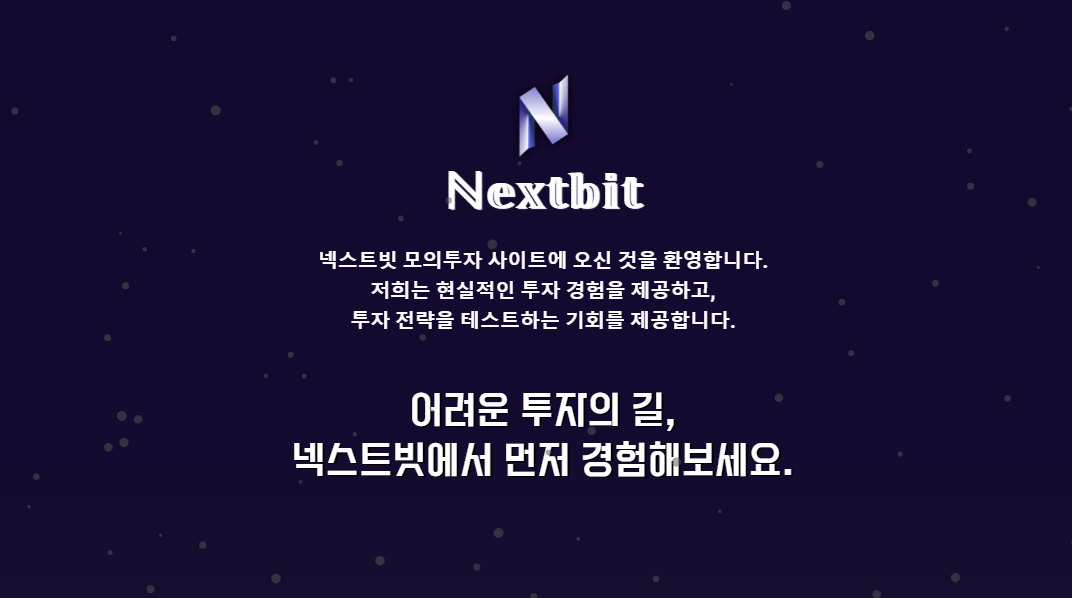 Nextbit
넥스트빗 모의투자 사이트에 오신 것을 환영합니다.
저희는 현실적인 투자 경험을 제공하고,
투자 전략을 테스트하는 기회를 제공합니다.
어려운 투자의 길,
넥스트빗에서 먼저 경험해보세요.